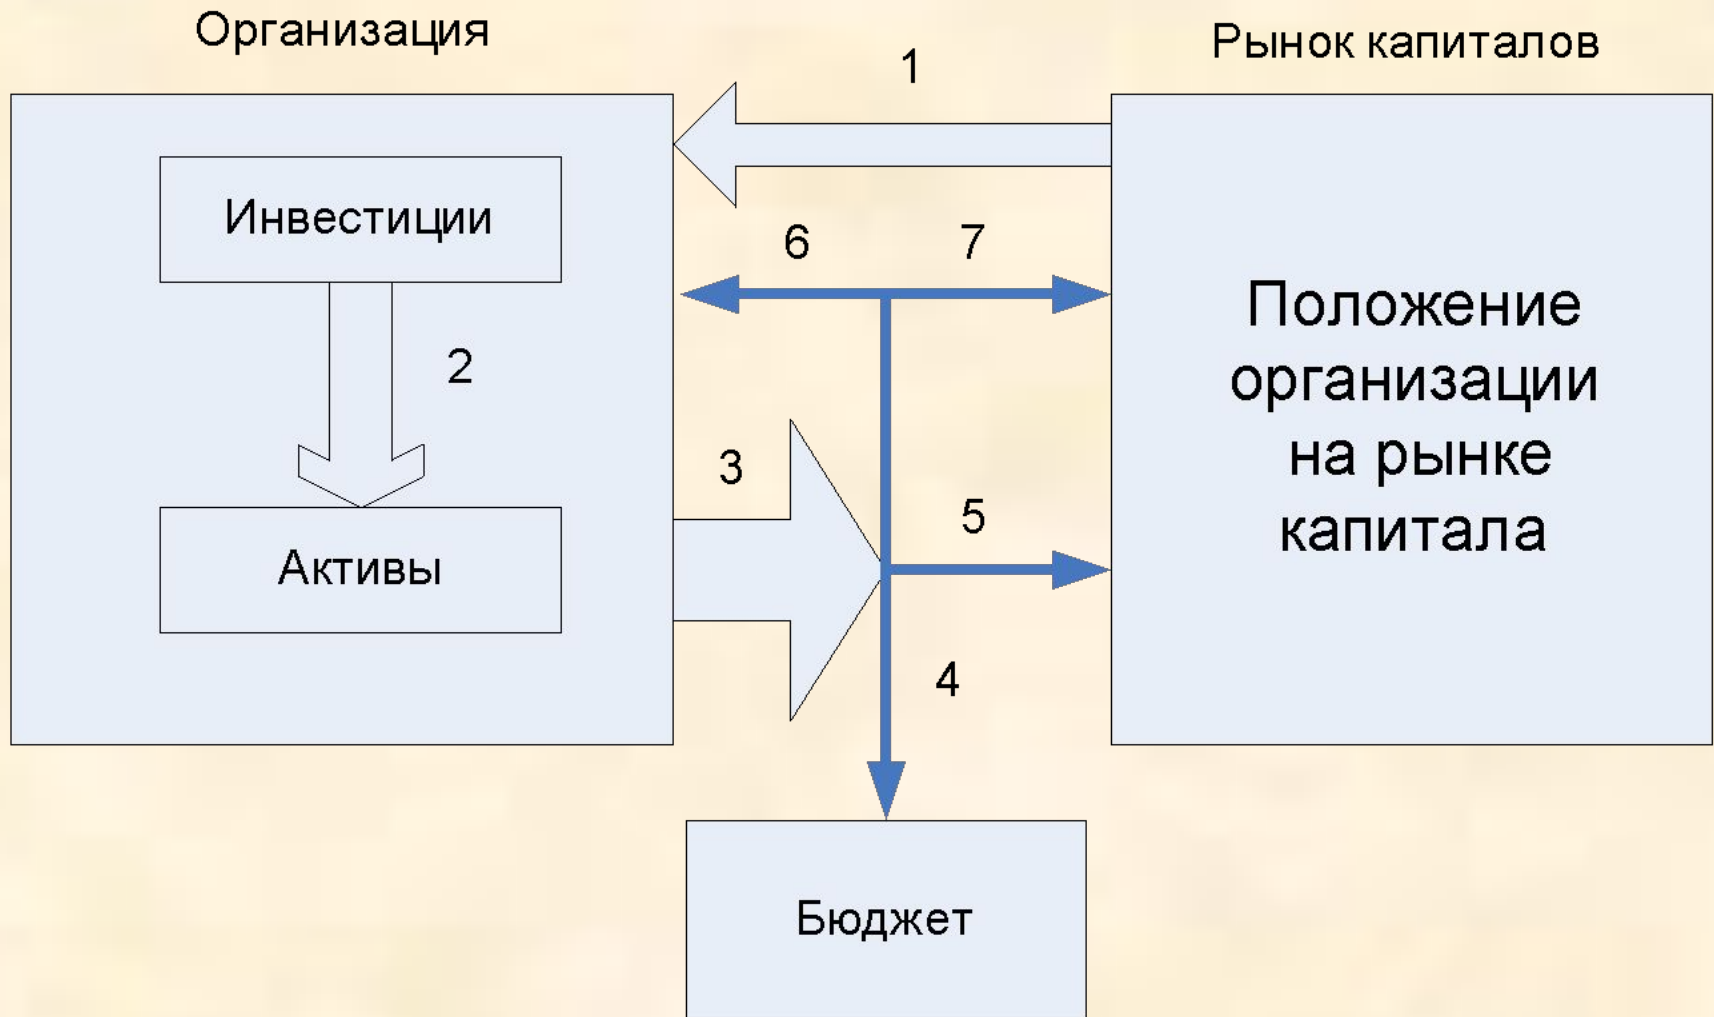 Организация
Рынок капиталов
1
Инвестиции
6
7
2
Положение
организации
на рынке
капитала
3
5
Активы
4
Бюджет